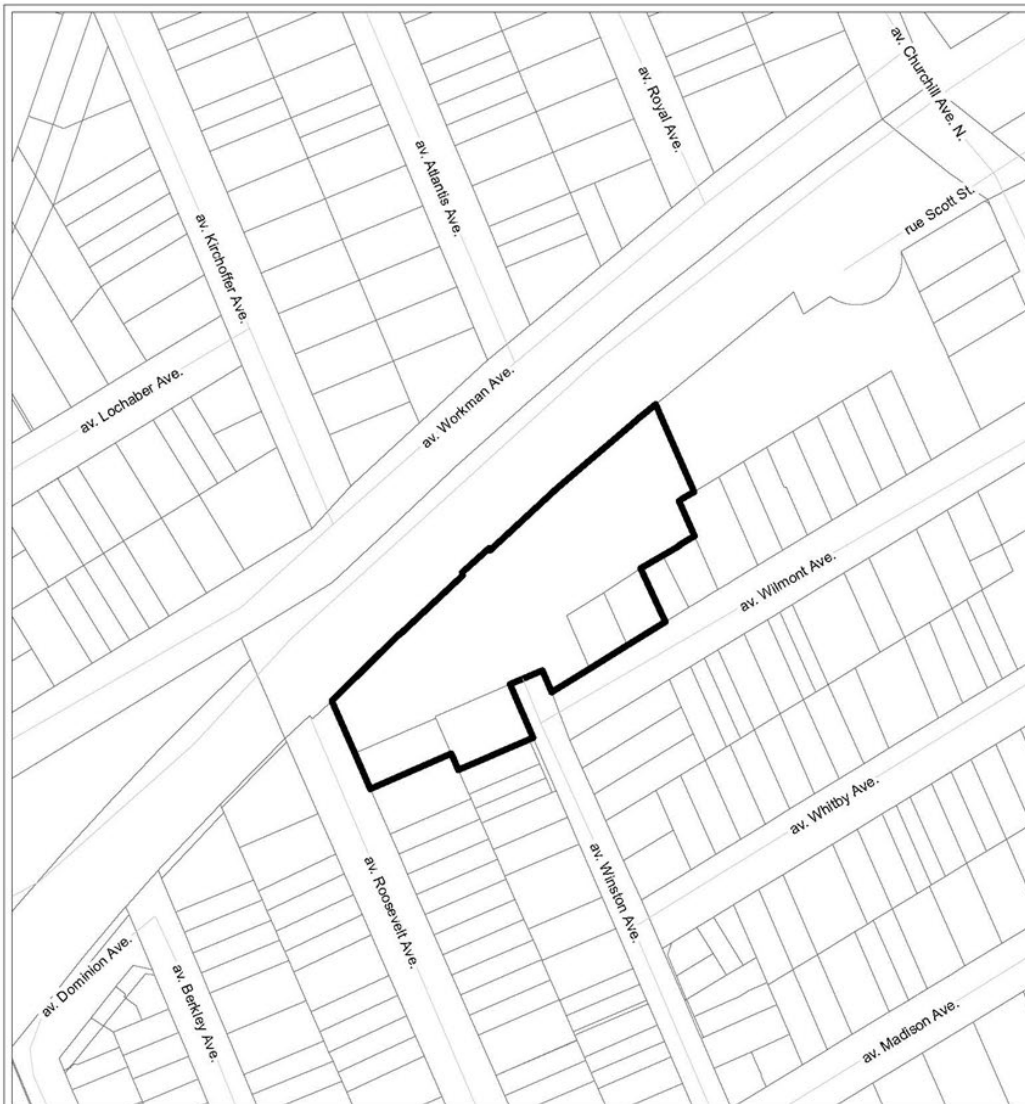 av. Churchill Ave. N.
av. Royal Ave.
av. Atlantis Ave.
rue Scott St.
av. Kirchoffer Ave.
av. Lochaber Ave.
av. Workman Ave.
av. Wilmont Ave.
av. Whitby Ave.
av. Roosevelt Ave.
av. Winston Ave.
av. Dominion Ave.
av. Berkley Ave.
av. Madison Ave.